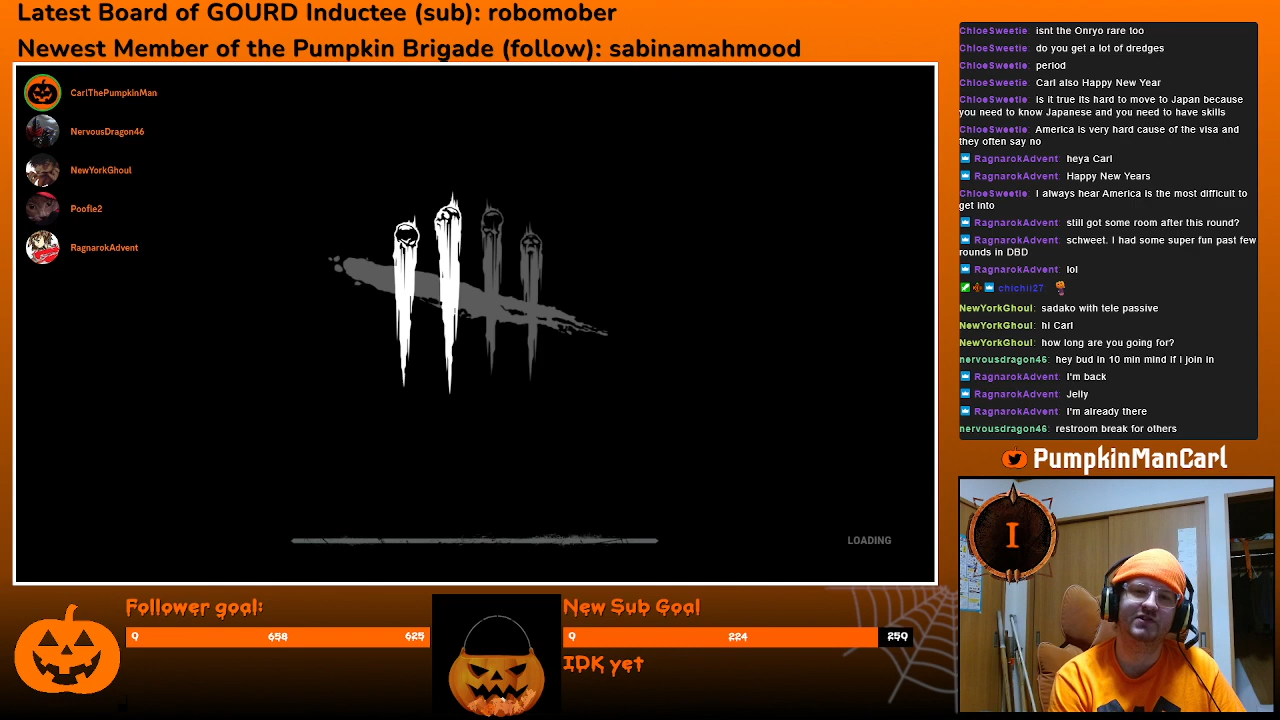 Latest Board of GOURD Inductee (sub): robomober
Newest Member of the Pumpkin Brigade (follow): sabinamahmood
CarlThePumpkinMan
NervousDragon46
NewYorkGhoul
Poofie2
RagnarokAdvent
LOADING
ChloeSweetie: isnt the Onryo rare too
ChloeSweetie: do you get a lot of dredges
ChloeSweetie: period
ChloeSweetie: Carl also Happy New Year
ChloeSweetie: Is it true Its hard to move to Japan because
you need to know Japanese and you need to have skills
ChloeSweetie: America is very hard cause of the visa and
they often say no
RagnarokAdvent: heya Carl
RagnarokAdvent: Happy New Years
ChloeSweetie: I always hear America is the most difficult to
get into
RagnarokAdvent: still got some room after this round?
RagnarokAdvent: schweet. I had some super fun past few
rounds in DBD
RagnarokAdvent: lol
chichii27:
NewYorkGhoul: sadako with tele passive
NewYorkGhoul: hi Carl
NewYorkGhoul: how long are you going for?
nervousdragon46: hey bud in 10 min mind if I join in
RagnarokAdvent: I'm back
RagnarokAdvent: Jelly
RagnarokAdvent: I'm already there
nervousdragon46: restroom break for others
PumpkinManCarl
I
Follower goal:
0 658 625
New Sub Goal
0 224 250
IDK yet